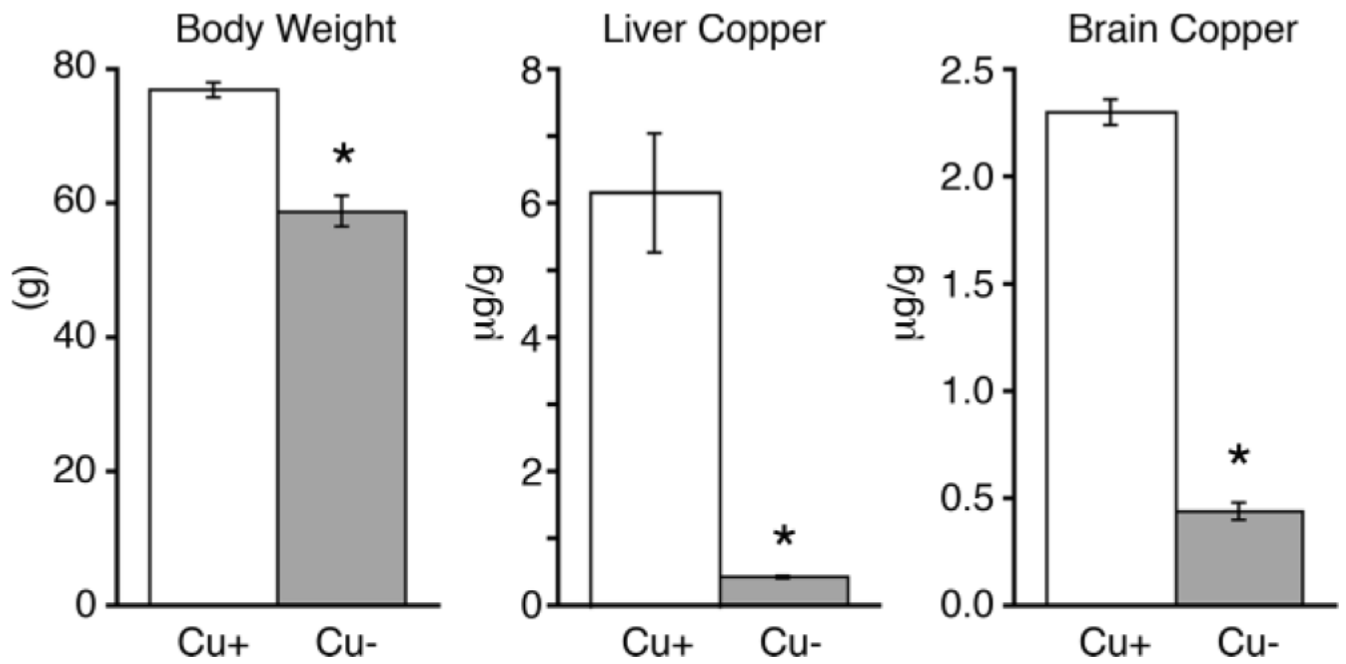 Body Weight
80
60
40
20
0
(g)
*
Cu+ Cu-
Liver Copper
8
6
4
2
0
µg/g
*
Cu+ Cu-
Brain Copper
2.5
2.0
1.5
1.0
0.5
0.0
µg/g
*
Cu+ Cu-